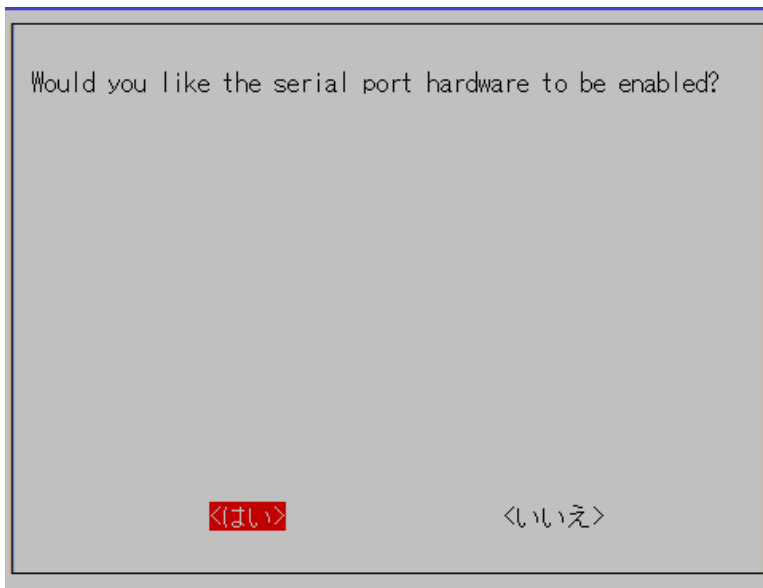 Would you like the serial port hardware to be enabled?
<はい> <いいえ>